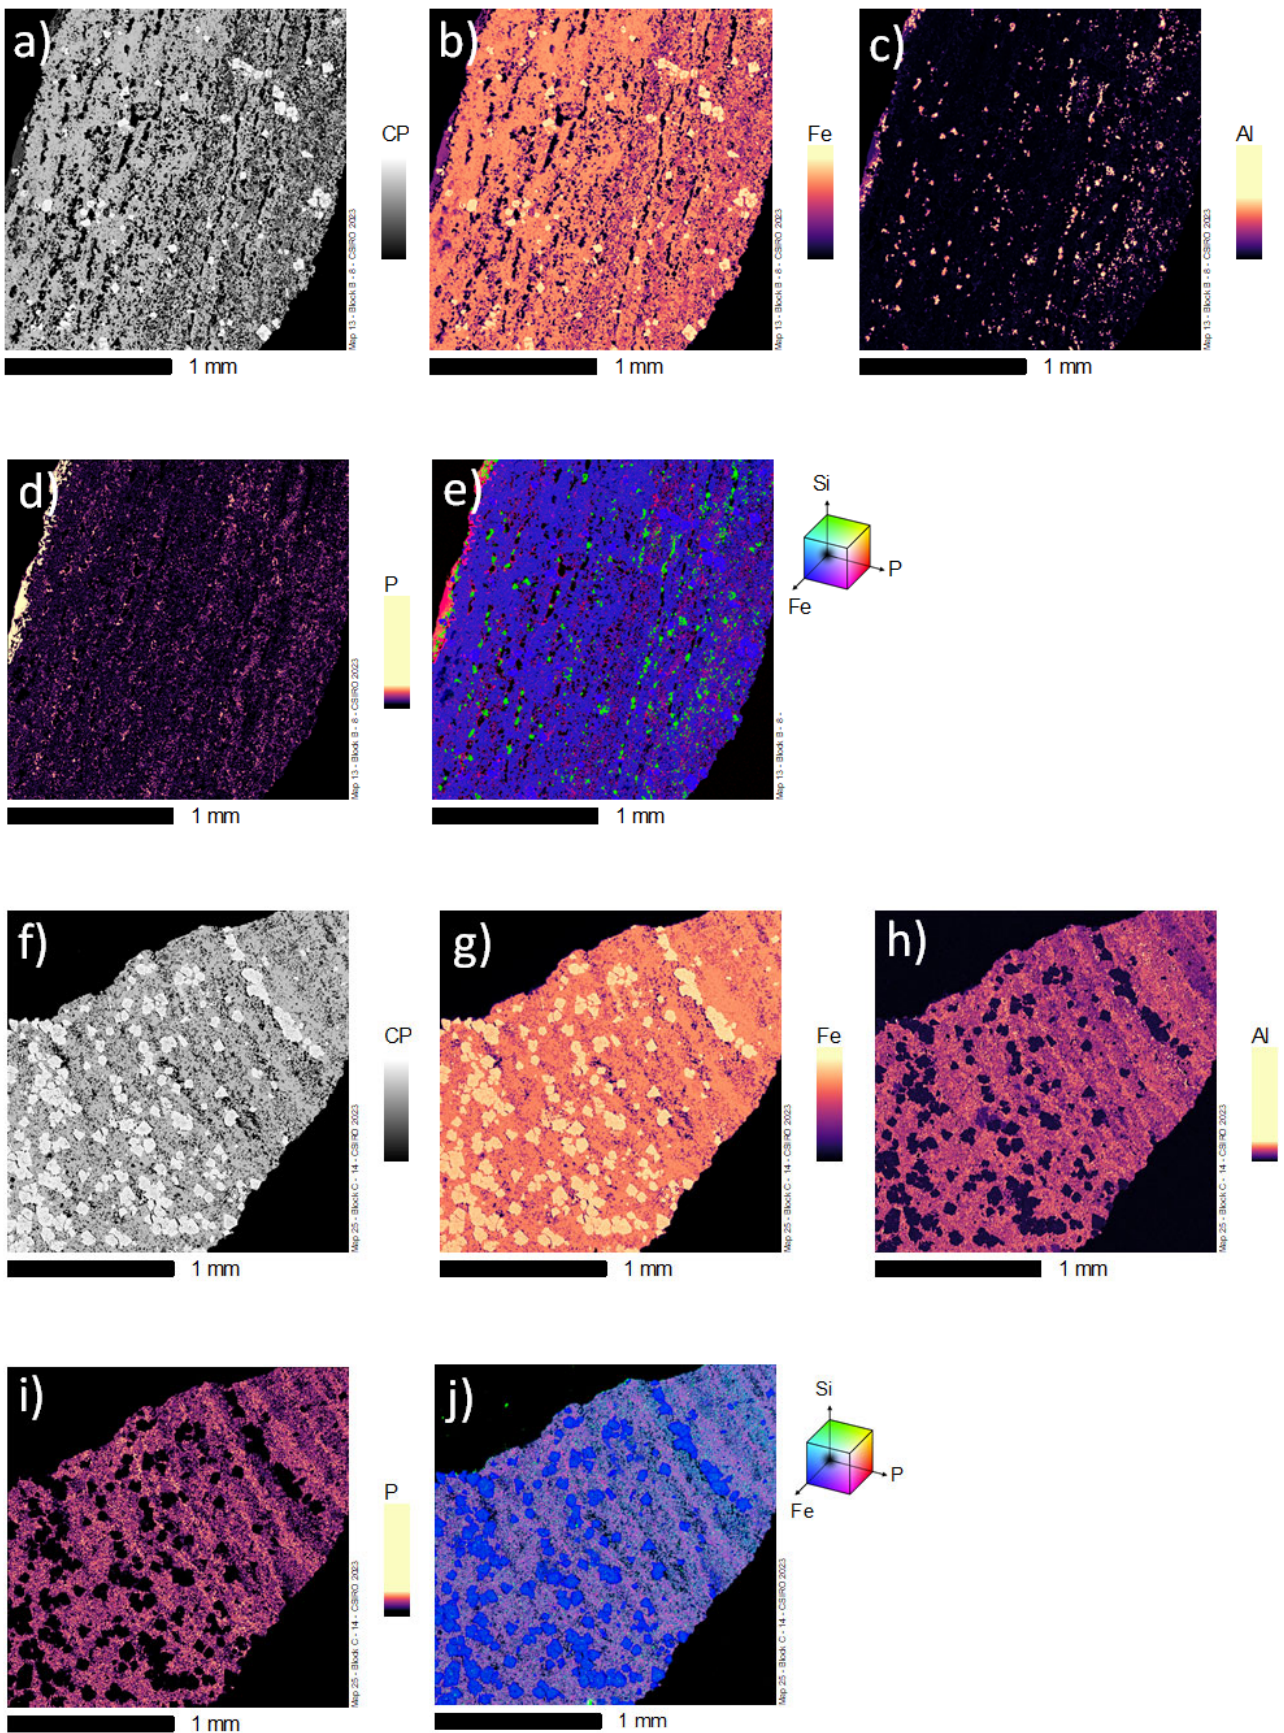 a)
CP
Map 13 - Block B - 8 - CSIRO 2023
1 mm
b)
Fe
Map 13 - Block B - 8 - CSIRO 2023
1 mm
c)
Al
Map 13 - Block B - 8 - CSIRO 2023
1 mm
d)
P
Map 13 - Block B - 8 - CSIRO 2023
1 mm
e)
Si
P
Fe
Map 13 - Block B - 8 -
1 mm
f)
CP
Map 25 - Block C - 14 - CSIRO 2023
1 mm
g)
Fe
Map 25 - Block C - 14 - CSIRO 2023
1 mm
h)
Al
Map 25 - Block C - 14 - CSIRO 2023
1 mm
i)
P
Map 25 - Block C - 14 - CSIRO 2023
1 mm
j)
Si
P
Fe
Map 25 - Block C - 14 - CSIRO 2023
1 mm